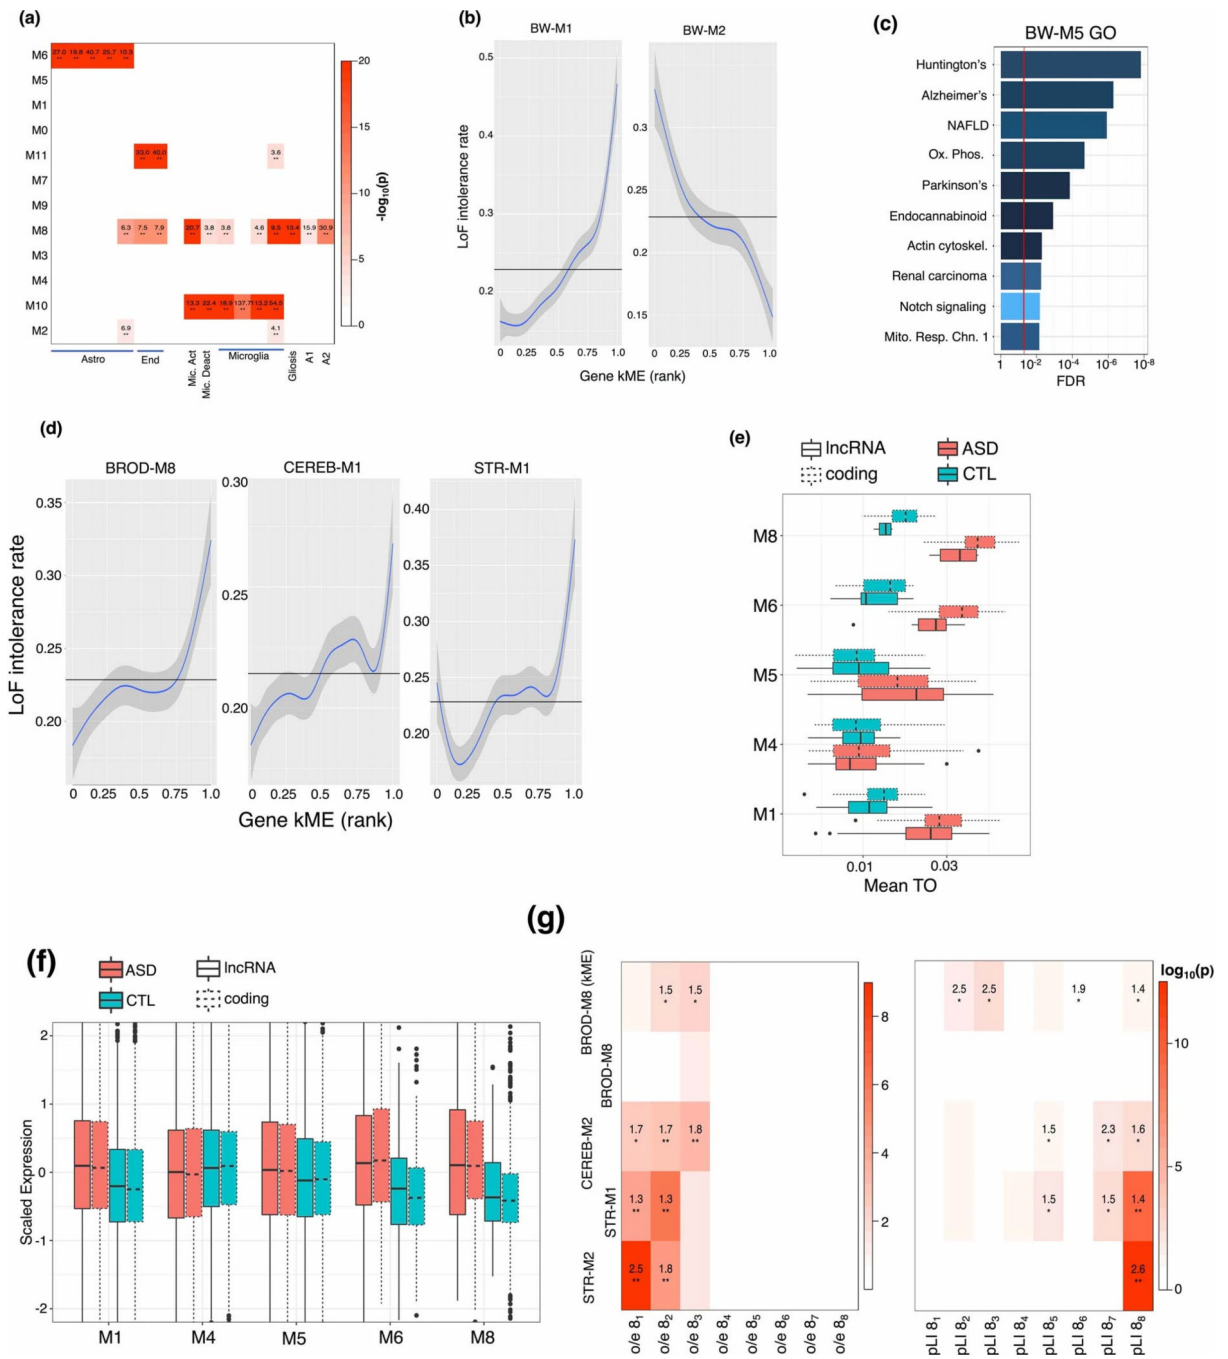 (a)
M6
27.0 19.8 40.7 25.7 10.3
** ** ** ** **
M5
M1
M0
M11
33.0 40.0 3.6
** ** **
M7
M9
M8
6.3 7.5 7.9 20.7 3.8 3.8 4.6 9.5 13.4 15.9 30.9
** ** ** ** ** ** ** ** ** ** **
M3
M4
M10
13.3 22.4 18.9 137.7 13.2 54.5
** ** ** ** ** **
M2
6.9 4.1
** **
Astro
End
Mic. Act
Mic. Deact
Microglia
Gliosis
A1
A2
20
15
10
5
0
-log10(p)
(b)
BW-M1
BW-M2
LoF intolerance rate
0.5
0.4
0.3
0.2
0.35
0.25
0.2
0.15
0 0.25 0.5 0.75 1.0
0 0.25 0.5 0.75 1.0
Gene kME (rank)
(c)
BW-M5 GO
Huntington's
Alzheimer's
NAFLD
Ox. Phos.
Parkinson's
Endocannabinoid
Actin cytoskel.
Renal carcinoma
Notch signaling
Mito. Resp. Chn. 1
1 10-2 10-4 10-6 10-8
FDR
(d)
BROD-M8
CEREB-M1
STR-M1
LoF intolerance rate
0.35
0.30
0.25
0.20
0.30
0.25
0.20
0.40
0.35
0.30
0.25
0.20
0 0.25 0.5 0.75 1.0
0 0.25 0.5 0.75 1.0
0 0.25 0.5 0.75 1.0
Gene kME (rank)
(e)
lncRNA
coding
ASD
CTL
M8
M6
M5
M4
M1
0.01 0.03
Mean TO
(f)
ASD
CTL
lncRNA
coding
Scaled Expression
2
1
0
-1
-2
M1 M4 M5 M6 M8
(g)
BROD-M8 (kME)
1.5 1.5
* *
BROD-M8
CEREB-M2
1.7 1.7 1.8
* ** **
STR-M1
1.3 1.3
** **
STR-M2
2.5 1.8
** **
o/e 81
o/e 82
o/e 83
o/e 84
o/e 85
o/e 86
o/e 87
o/e 88
8
6
4
2
0
2.5 2.5 1.9 1.4
* * * *
1.5 2.3 1.6
* * *
1.5 1.5 1.4
* * **
2.6
**
pLI 81
pLI 82
pLI 83
pLI 84
pLI 85
pLI 86
pLI 87
pLI 88
log10(p)
10
5
0